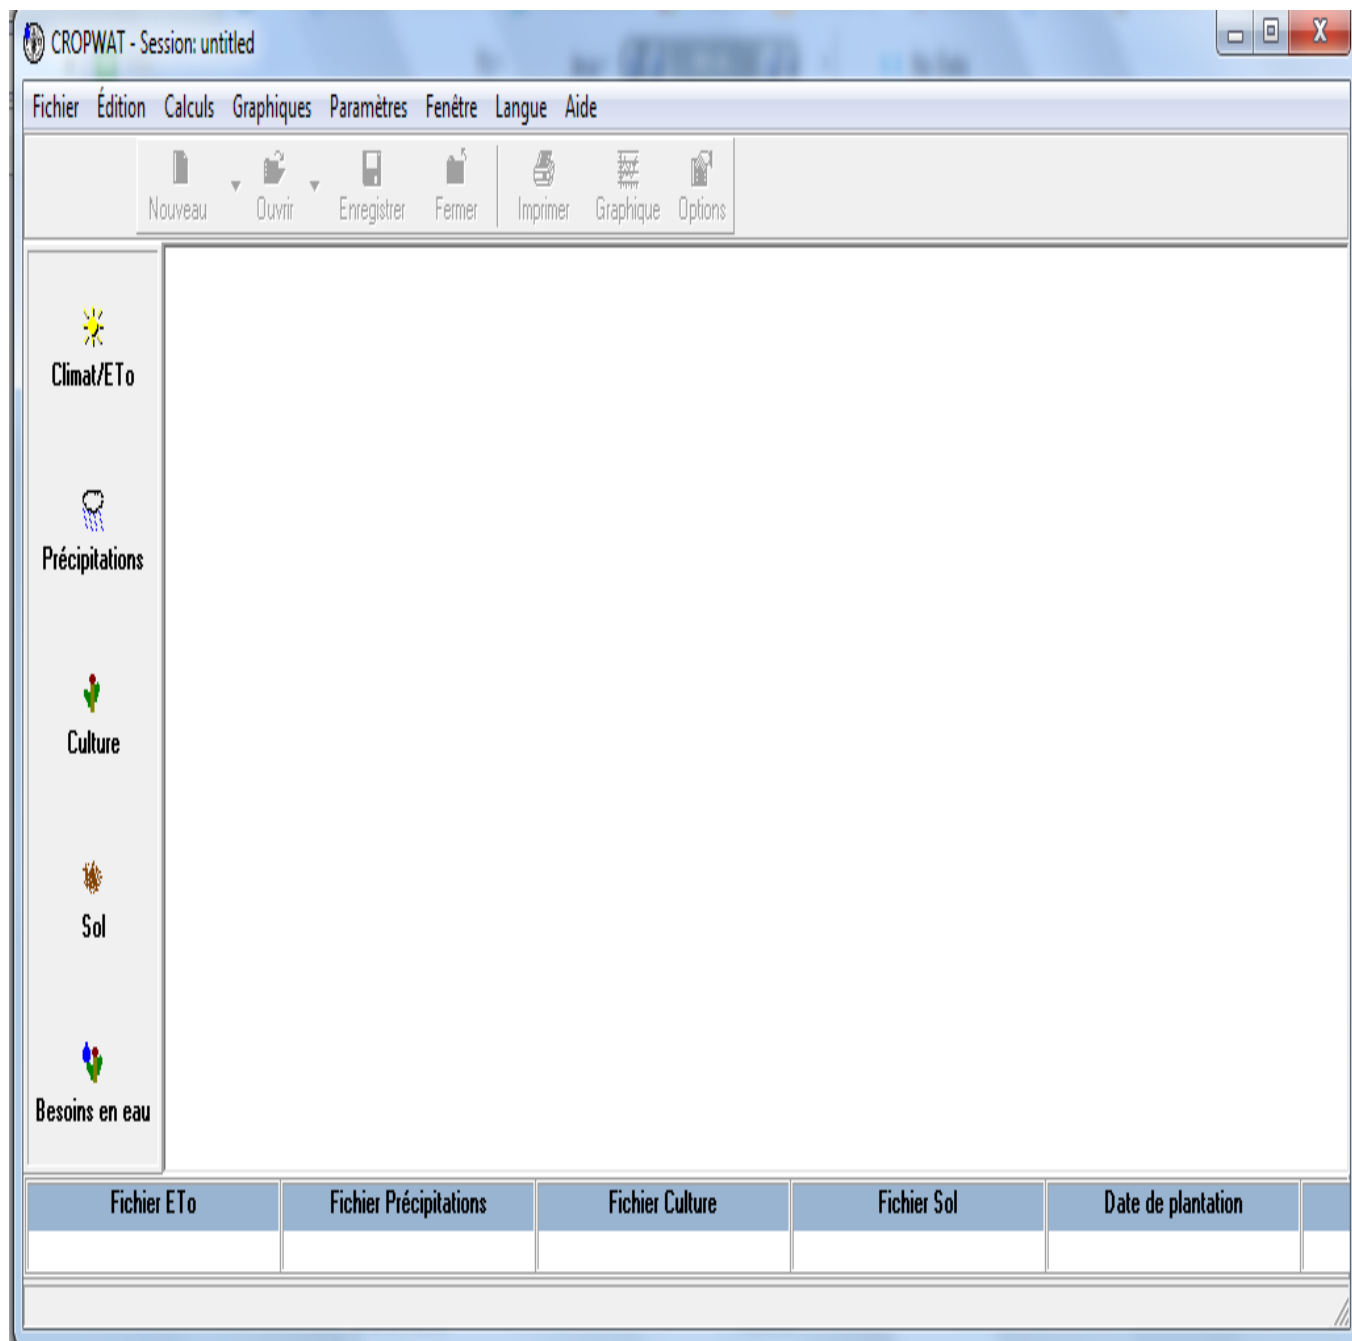 CROPWAT - Session: untitled
Fichier Édition Calculs Graphiques Paramètres Fenêtre Langue Aide
Nouveau Ouvrir Enregistrer Fermer Imprimer Graphique Options
Climat/ETo
Précipitations
Culture
Sol
Besoins en eau
Fichier ETo Fichier Précipitations Fichier Culture Fichier Sol Date de plantation